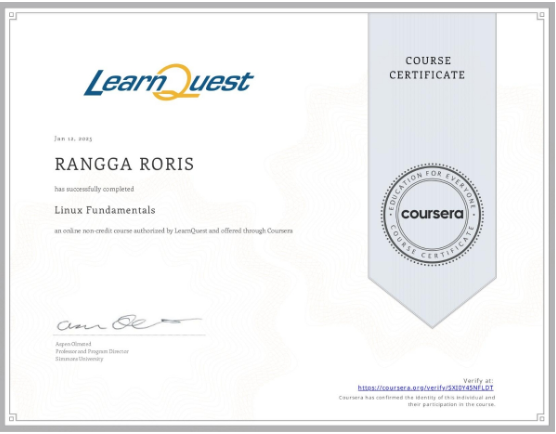 LearnQuest
COURSE
CERTIFICATE
Jan 12, 2023
RANGGA RORIS
has successfully completed
Linux Fundamentals
an online non-credit course authorized by LearnQuest and offered through Coursera
EDUCATION FOR EVERYONE
coursera
COURSE CERTIFICATE
Aspen Olmsted
Professor and Program Director
Simmons University
Verify at:
https://coursera.org/verify/
Coursera has confirmed the identity of this individual and
their participation in the course.